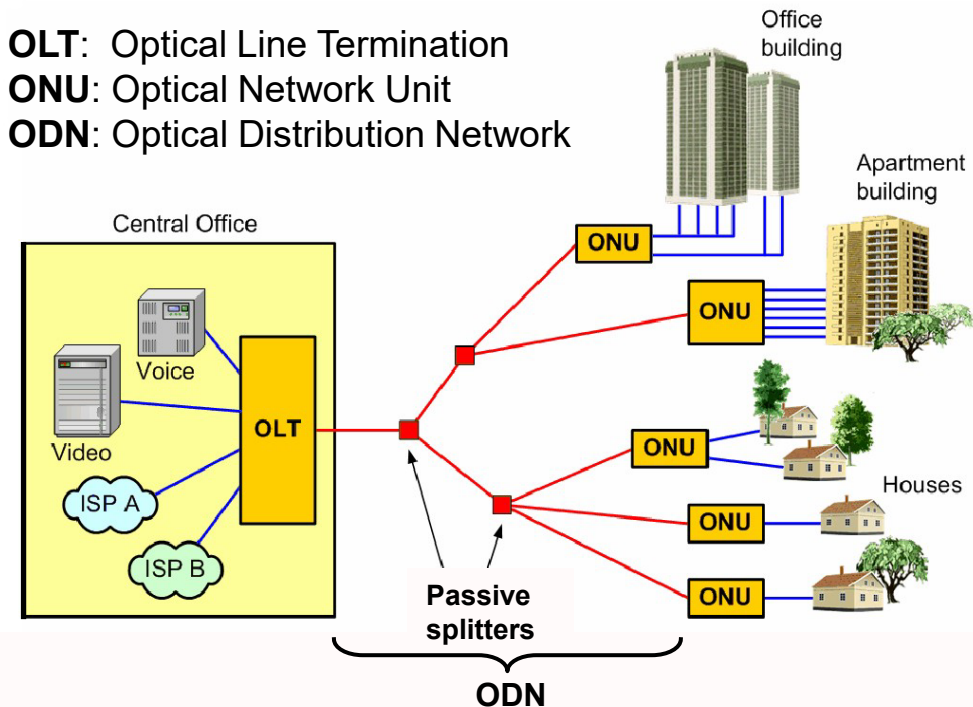 OLT: Optical Line Termination
ONU: Optical Network Unit
ODN: Optical Distribution Network
Office
building
Apartment
building
Central Office
ONU
ONU
Voice
Video
OLT
ISP A
ISP B
ONU
Houses
ONU
ONU
Passive
splitters
ODN